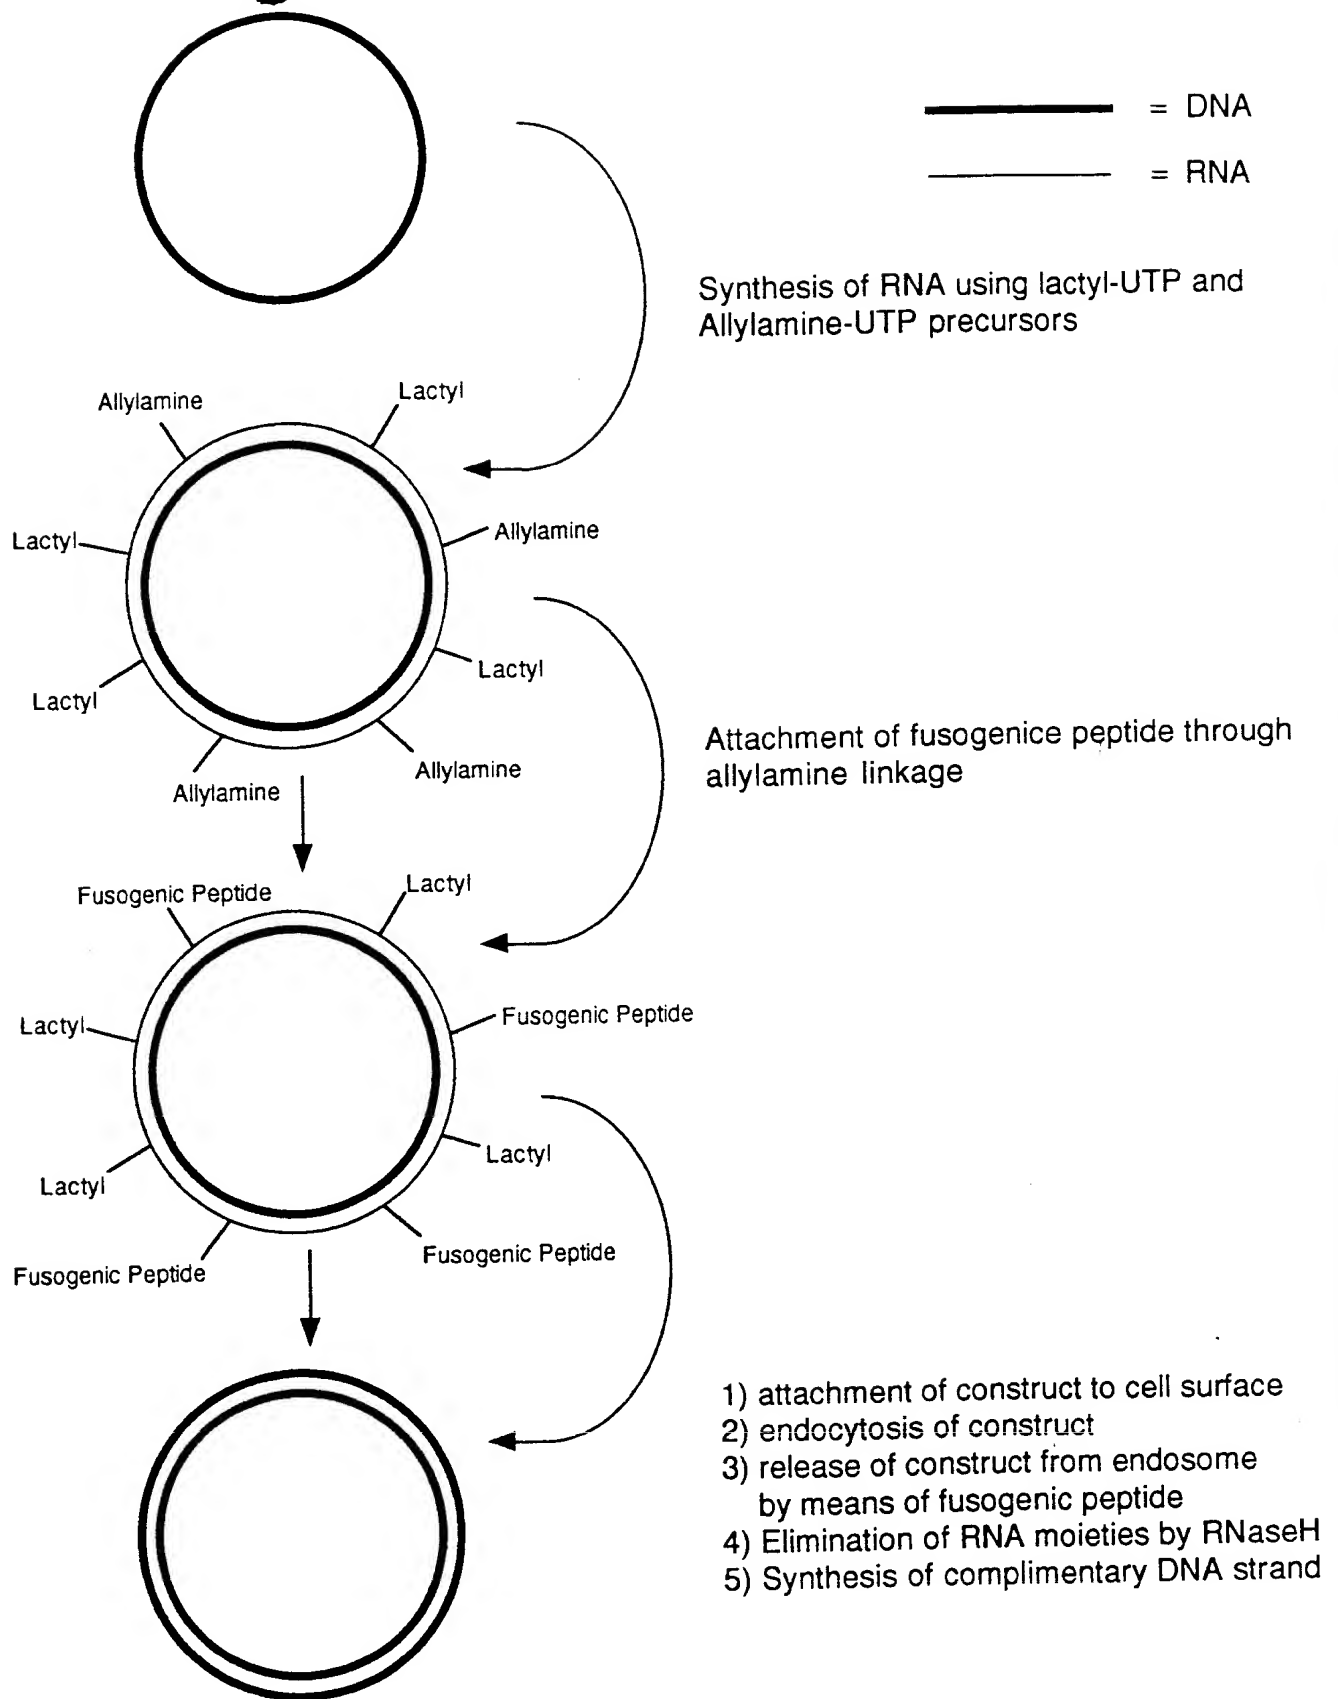 = DNA
= RNA
Synthesis of RNA using lactyl-UTP and
Allylamine-UTP precursors
Allylamine
Lactyl
Lactyl
Allylamine
Lactyl
Lactyl
Allylamine
Allylamine
Attachment of fusogenice peptide through
allylamine linkage
Fusogenic Peptide
Lactyl
Lactyl
Fusogenic Peptide
Lactyl
Lactyl
Fusogenic Peptide
Fusogenic Peptide
1) attachment of construct to cell surface
2) endocytosis of construct
3) release of construct from endosome
by means of fusogenic peptide
4) Elimination of RNA moieties by RNaseH
5) Synthesis of complimentary DNA strand